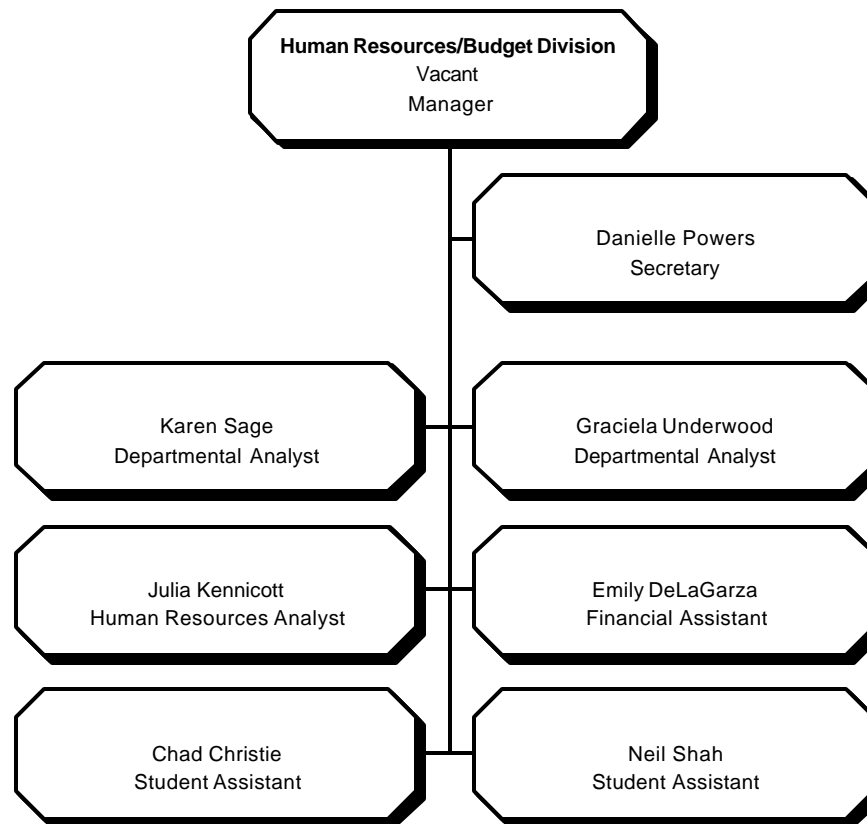 Human Resources/Budget Division
Vacant
Manager
Danielle Powers
Secretary
Karen Sage
Departmental Analyst
Graciela Underwood
Departmental Analyst
Julia Kennicott
Human Resources Analyst
Emily DeLaGarza
Financial Assistant
Chad Christie
Student Assistant
Neil Shah
Student Assistant